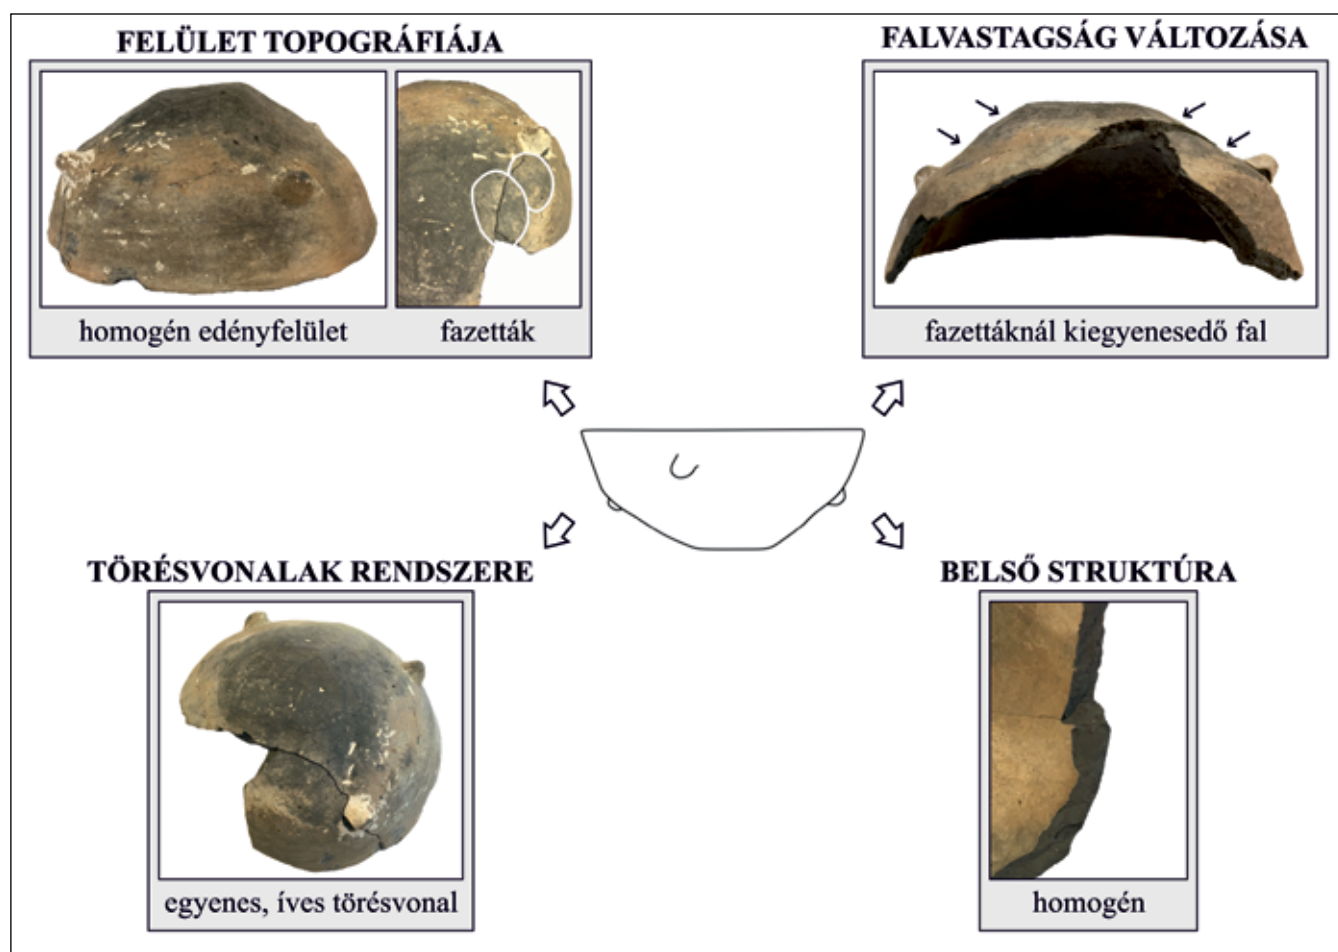 FELÜLET TOPOGRÁFIÁJA
homogén edényfelület
fazetták
FALVASTAGSÁG VÁLTOZÁSA
fazettáknál kiegyenesedő fal
TÖRÉSVONALAK RENDSZERE
egyenes, íves törésvonal
BELSŐ STRUKTÚRA
homogén